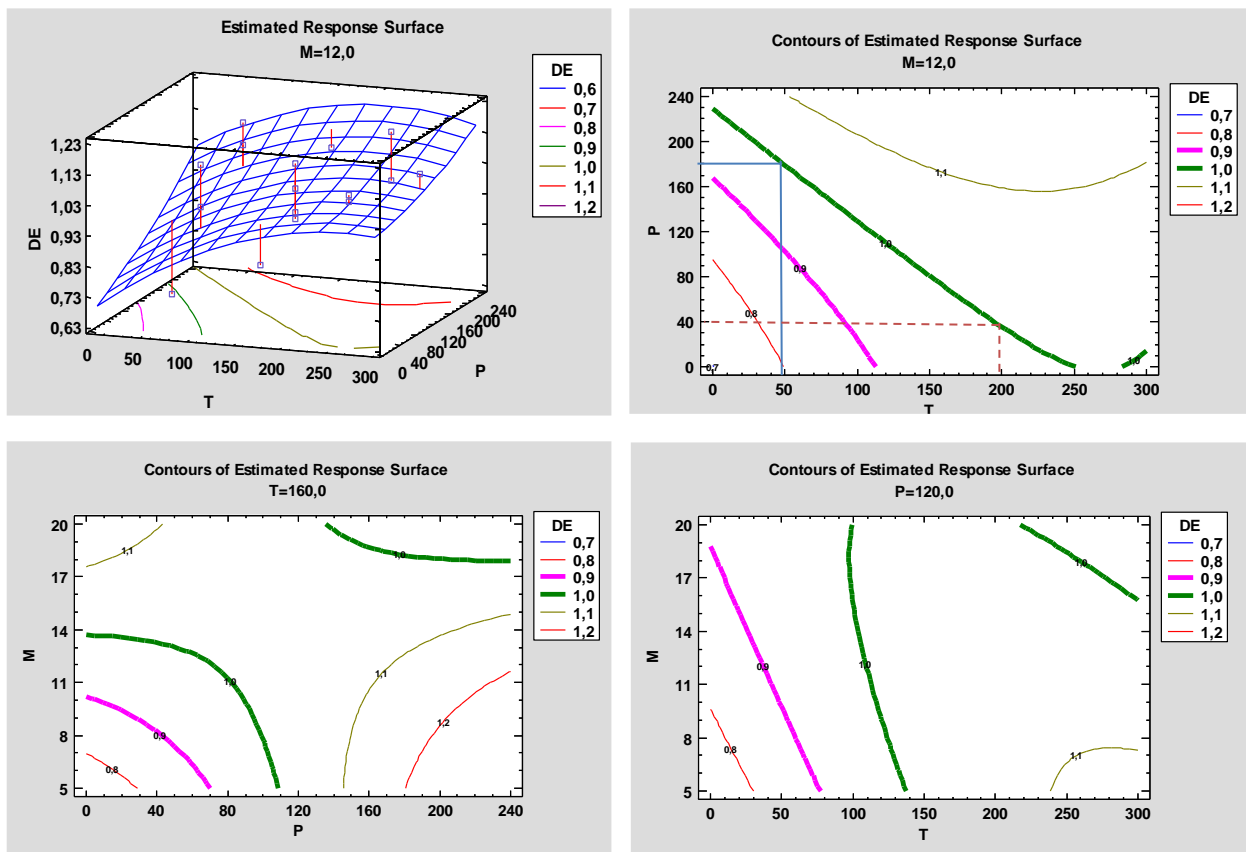 Estimated Response Surface
M=12,0
DE
0,6
0,7
0,8
0,9
1,0
1,1
1,2
DE
1,23
1,13
1,03
0,93
0,83
0,73
0,63
0 50 100 150 200 250 300
T
0 40 80 120 160 200 240
P
Contours of Estimated Response Surface
M=12,0
DE
0,7
0,8
0,9
1,0
1,1
1,2
P
240
200
160
120
80
40
0
1,1
1,0
0,9
0,8
0,7
1,0
0 50 100 150 200 250 300
T
Contours of Estimated Response Surface
T=160,0
DE
0,7
0,8
0,9
1,0
1,1
1,2
M
20
17
14
11
8
5
1,1
1,0
1,1
1,0
1,2
0,9
0,8
0 40 80 120 160 200 240
P
Contours of Estimated Response Surface
P=120,0
DE
0,7
0,8
0,9
1,0
1,1
1,2
M
20
17
14
11
8
5
1,0
0,9
1,0
0,8
1,1
0 50 100 150 200 250 300
T